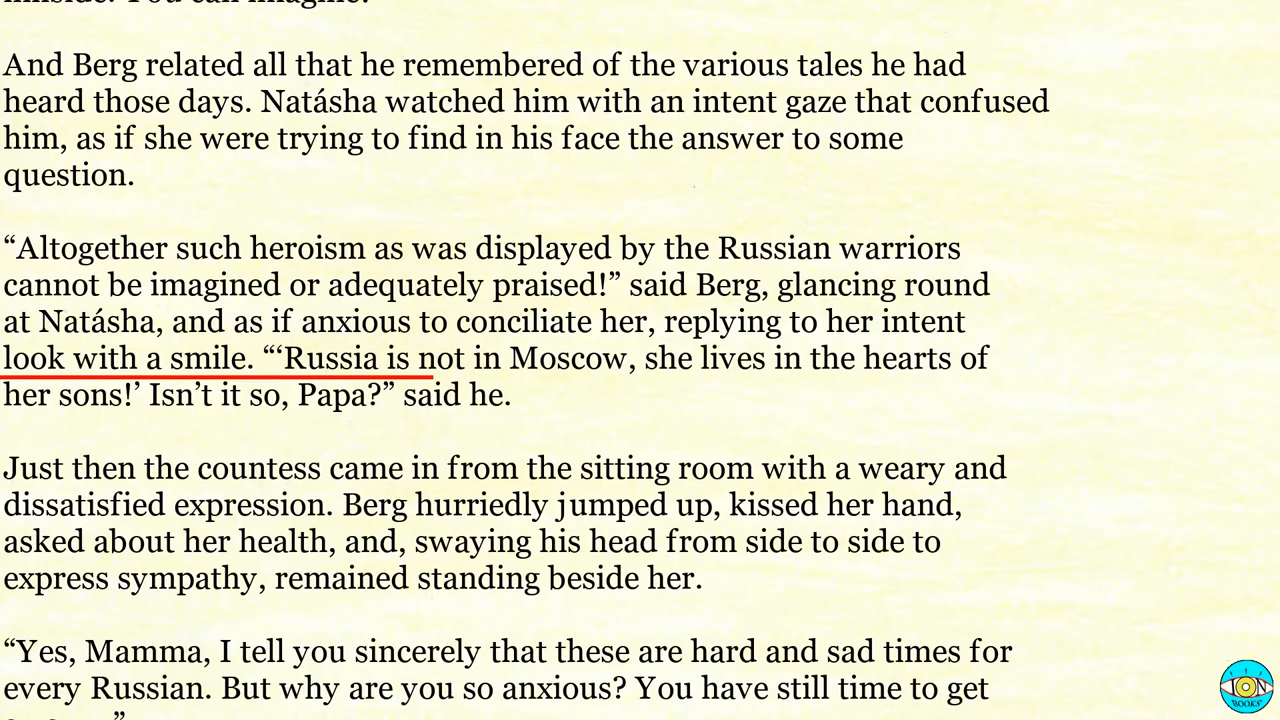 And Berg related all that he remembered of the various tales he had
heard those days. Natásha watched him with an intent gaze that confused
him, as if she were trying to find in his face the answer to some
question.
“Altogether such heroism as was displayed by the Russian warriors
cannot be imagined or adequately praised!” said Berg, glancing round
at Natásha, and as if anxious to conciliate her, replying to her intent
look with a smile. “‘Russia is not in Moscow, she lives in the hearts of
her sons!’ Isn’t it so, Papa?” said he.
Just then the countess came in from the sitting room with a weary and
dissatisfied expression. Berg hurriedly jumped up, kissed her hand,
asked about her health, and, swaying his head from side to side to
express sympathy, remained standing beside her.
“Yes, Mamma, I tell you sincerely that these are hard and sad times for
every Russian. But why are you so anxious? You have still time to get
ION
BOOKS